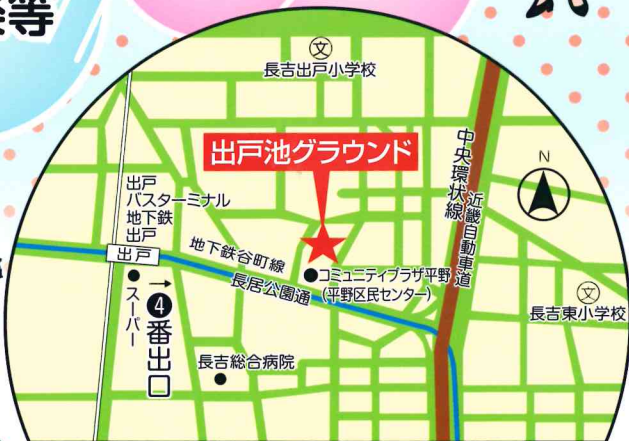 等
長吉出戸小学校
出戸池グラウンド
中央環状線
近畿自動車道
N
出戸
バスターミナル
地下鉄
出戸
出戸
地下鉄谷町線
長居公園通
コミュニティプラザ平野
(平野区民センター)
長吉東小学校
スーパー
→❹番出口
長吉総合病院